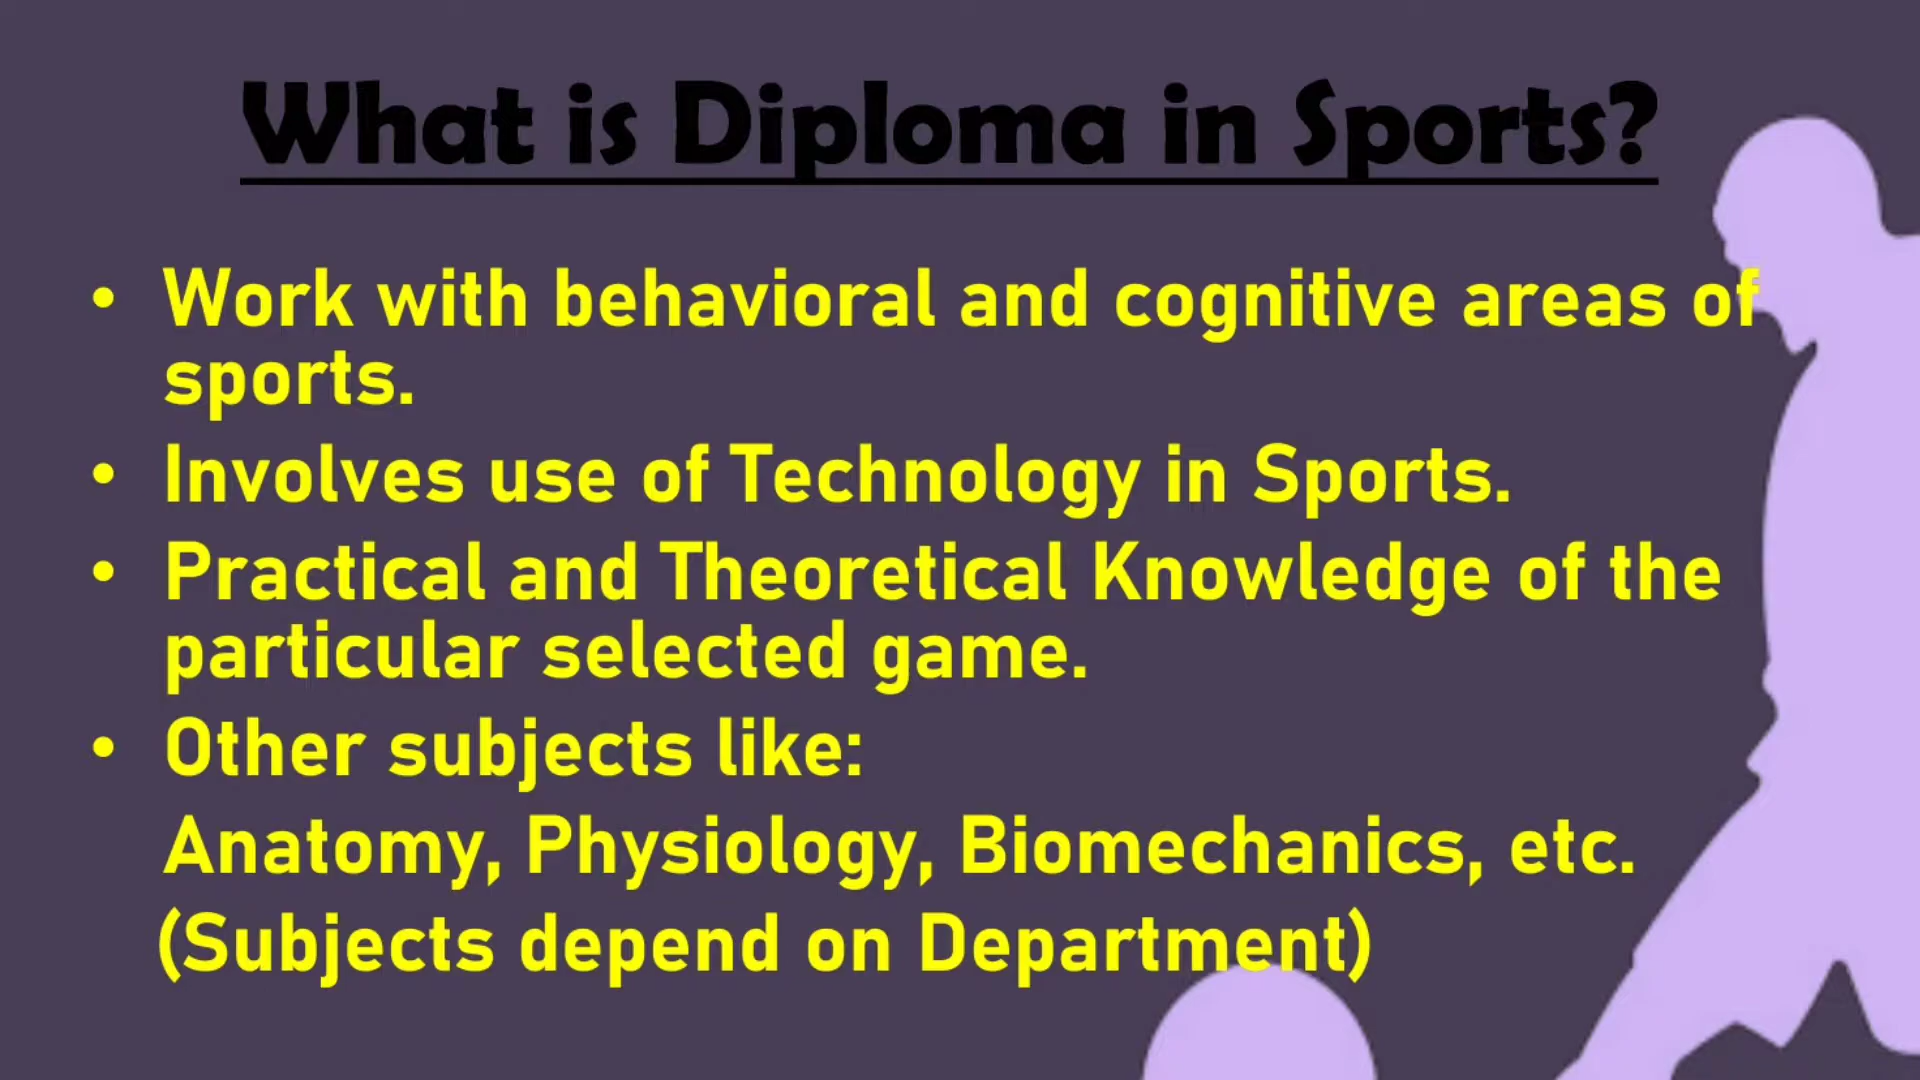 What is Diploma in Sports?
• Work with behavioral and cognitive areas of
sports.
• Involves use of Technology in Sports.
• Practical and Theoretical Knowledge of the
particular selected game.
• Other subjects like:
Anatomy, Physiology, Biomechanics, etc.
(Subjects depend on Department)